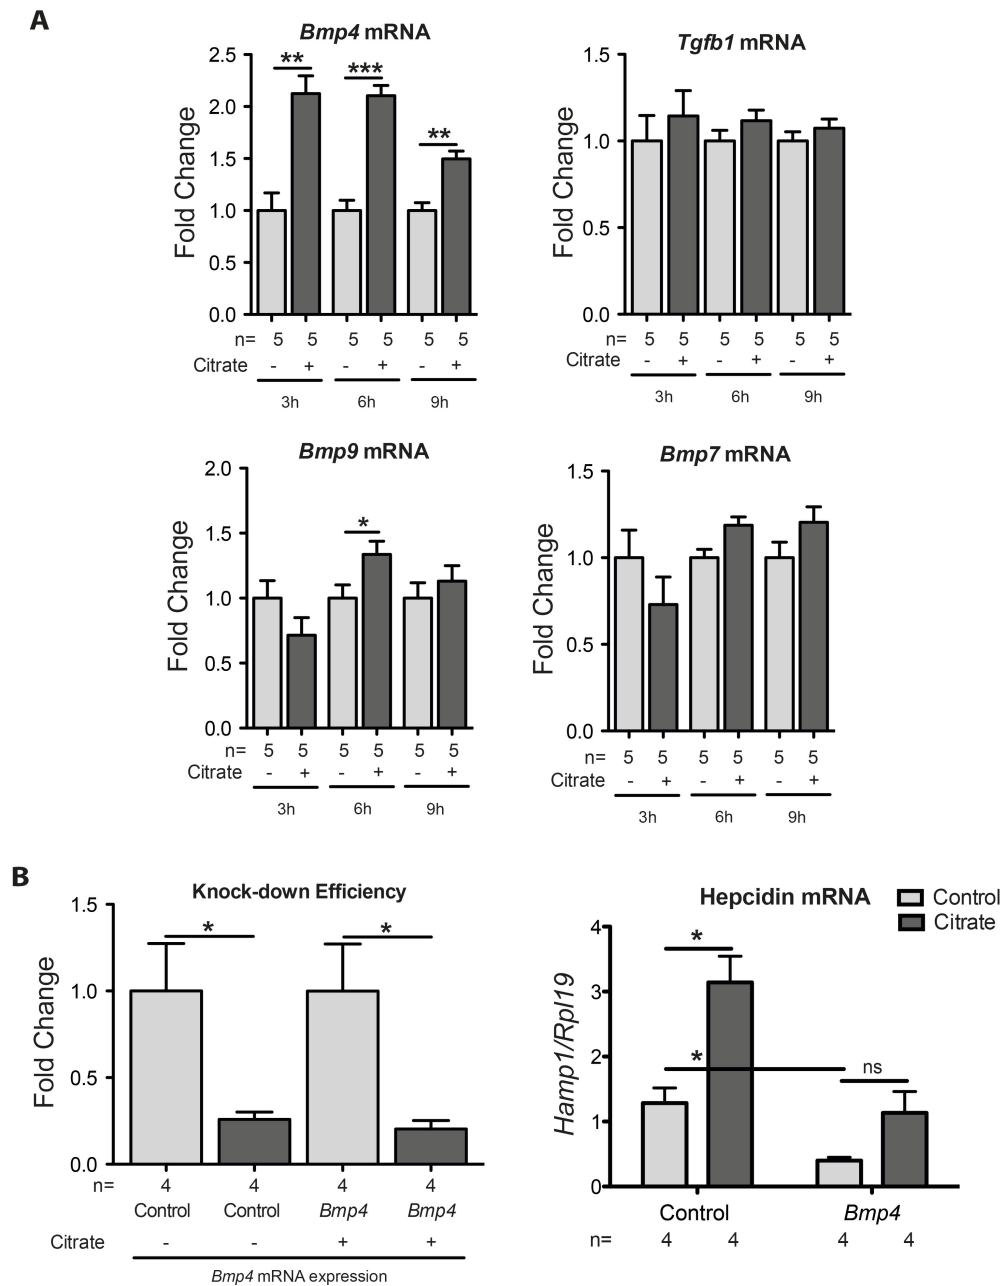 A
Bmp4 mRNA
**
***
**
Fold Change
2.5
2.0
1.5
1.0
0.5
0.0
n= 5 5 5 5 5 5
Citrate - + - + - +
3h 6h 9h
Tgfb1 mRNA
Fold Change
1.5
1.0
0.5
0.0
n= 5 5 5 5 5 5
Citrate - + - + - +
3h 6h 9h
Bmp9 mRNA
*
Fold Change
2.0
1.5
1.0
0.5
0.0
n= 5 5 5 5 5 5
Citrate - + - + - +
3h 6h 9h
Bmp7 mRNA
Fold Change
1.5
1.0
0.5
0.0
n= 5 5 5 5 5 5
Citrate - + - + - +
3h 6h 9h
B
Knock-down Efficiency
* *
Fold Change
1.5
1.0
0.5
0.0
n= 4 4 4 4
Control Control Bmp4 Bmp4
Citrate - - + +
Bmp4 mRNA expression
Hepcidin mRNA
Control
Citrate
*
*
ns
Hamp1/Rpl19
4
3
2
1
0
Control Bmp4
n= 4 4 4 4